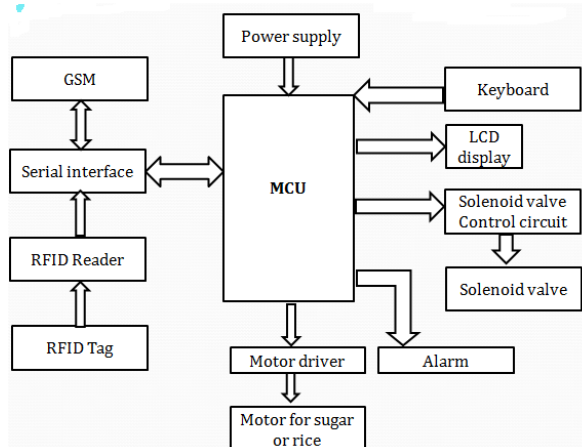 Power supply
GSM
Keyboard
LCD
display
Serial interface
MCU
Solenoid valve
Control circuit
RFID Reader
Solenoid valve
RFID Tag
Motor driver
Alarm
Motor for sugar
or rice